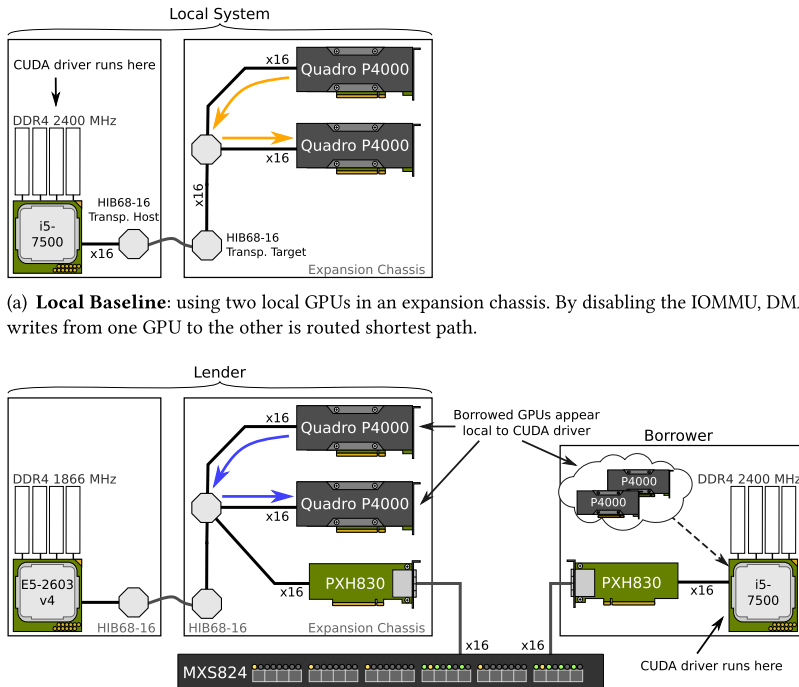 Local System
CUDA driver runs here
DDR4 2400 MHz
i5-
7500
x16
HIB68-16
Transp. Host
x16
Quadro P4000
Quadro P4000
x16
x16
HIB68-16
Transp. Target
Expansion Chassis
(a) Local Baseline: using two local GPUs in an expansion chassis. By disabling the IOMMU, DMA
writes from one GPU to the other is routed shortest path.
Lender
DDR4 1866 MHz
E5-2603
v4
HIB68-16
HIB68-16
x16
Quadro P4000
Quadro P4000
x16
PXH830
x16
Expansion Chassis
Borrowed GPUs appear
local to CUDA driver
Borrower
P4000
P4000
DDR4 2400 MHz
PXH830
x16
i5-
7500
x16
x16
CUDA driver runs here
MXS824